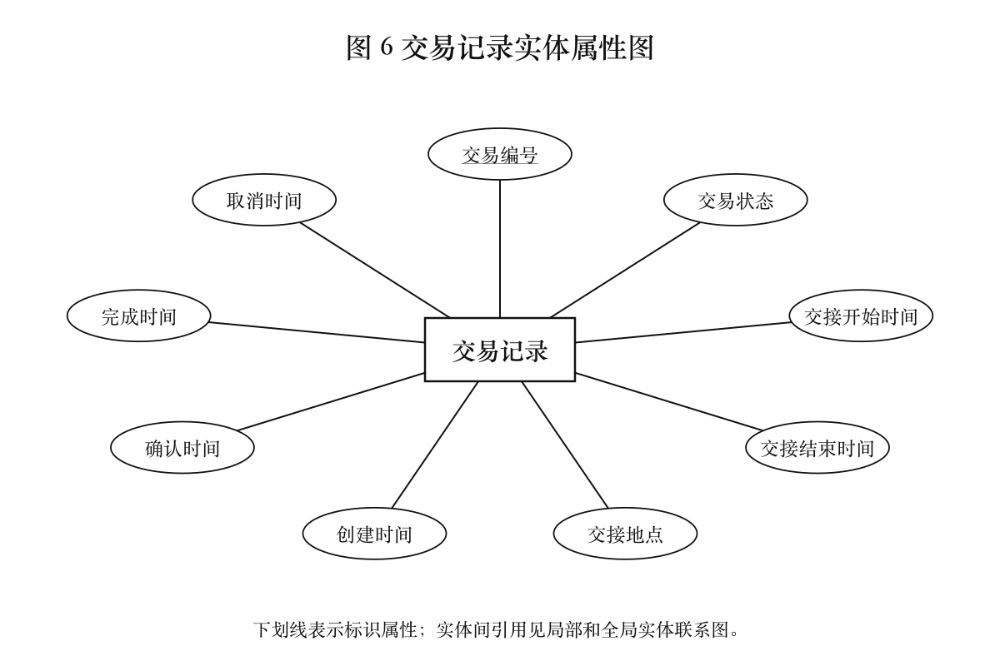 图 6 交易记录实体属性图
交易编号
取消时间
交易状态
完成时间
交接开始时间
交易记录
确认时间
交接结束时间
创建时间
交接地点
下划线表示标识属性；实体间引用见局部和全局实体联系图。